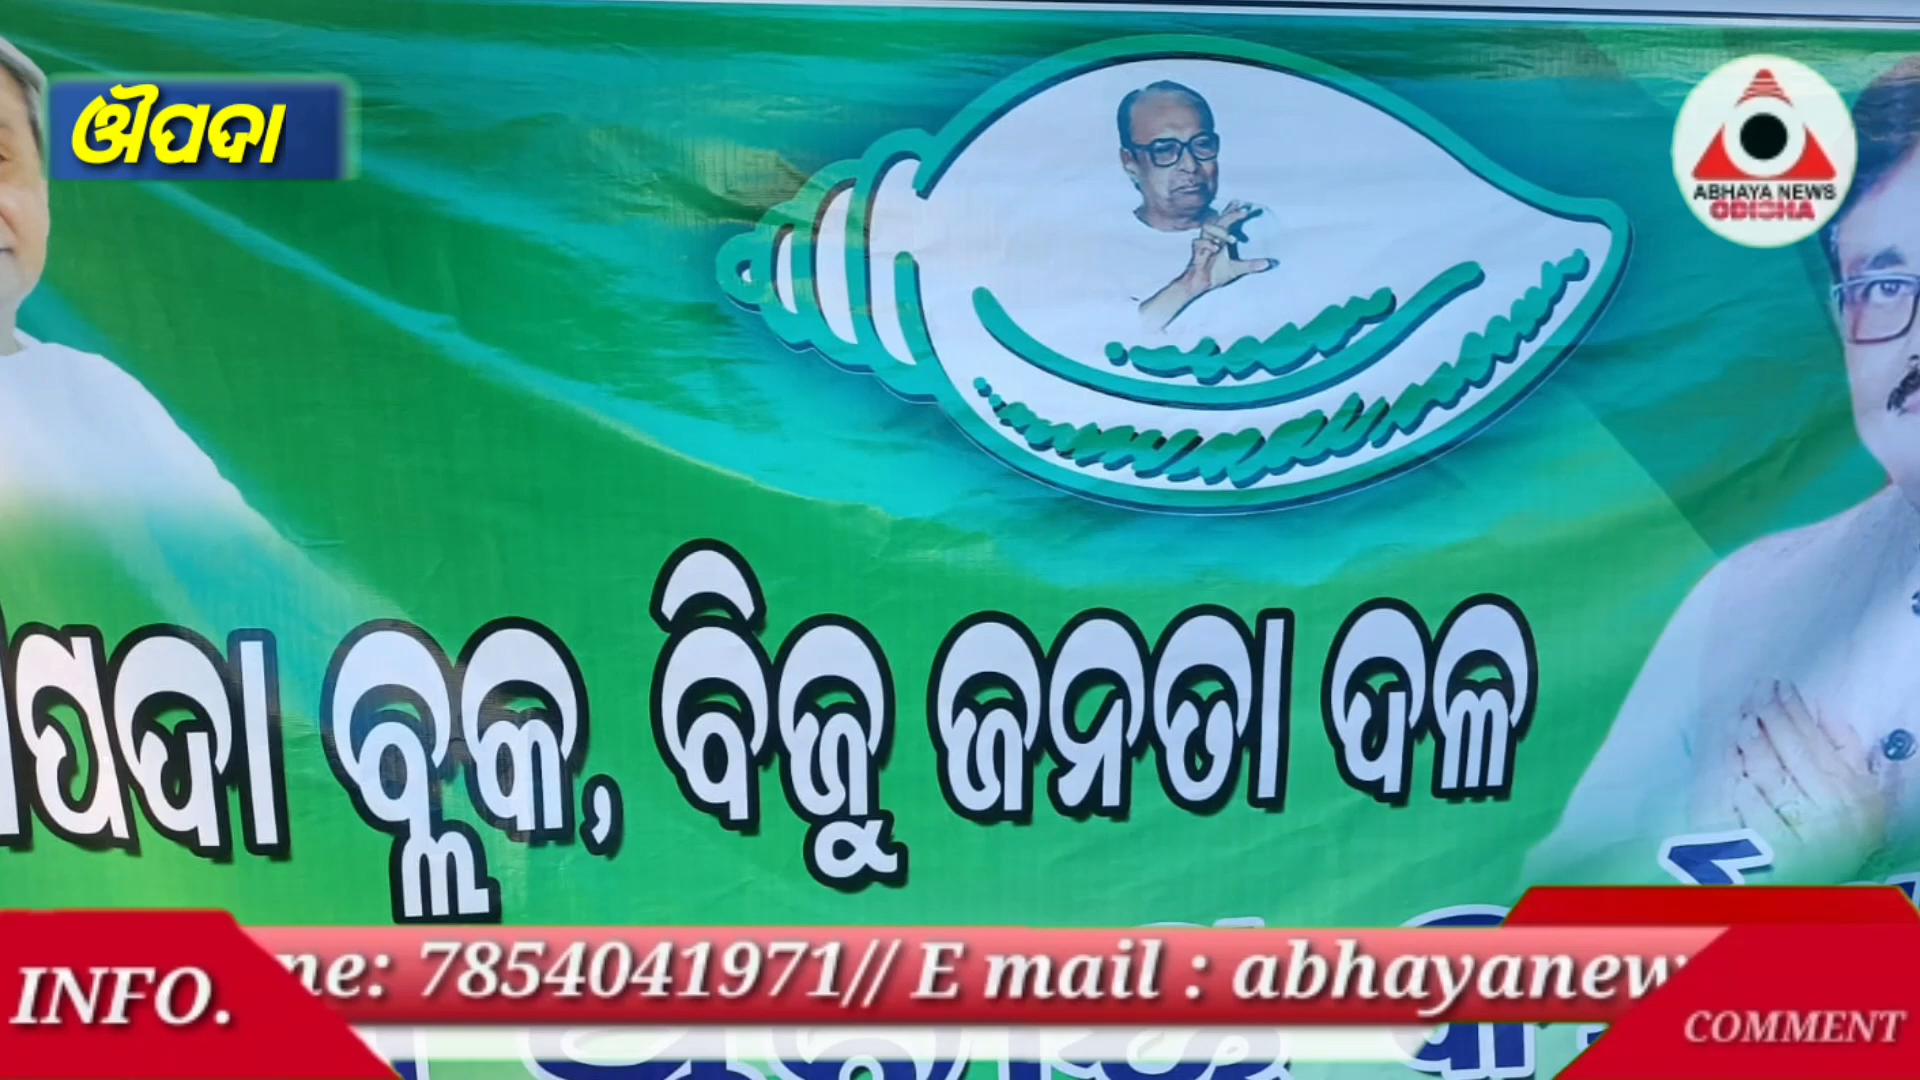 ଔପଦା
ABHAYA NEWS
ODISHA
ପଦା ବ୍ଲକ, ବିଜୁ ଜନତା ଦଳ
INFO.
ne: 7854041971// E mail : abhayanew
COMMENT